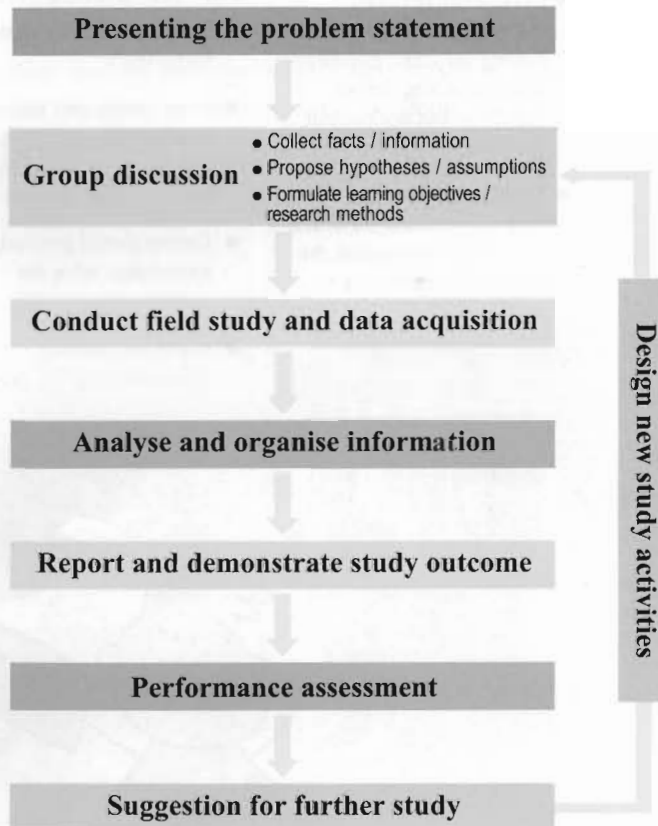 Presenting the problem statement
Group discussion
● Collect facts / information
● Propose hypotheses / assumptions
● Formulate learning objectives /
research methods
Conduct field study and data acquisition
Analyse and organise information
Report and demonstrate study outcome
Performance assessment
Suggestion for further study
Design new study activities